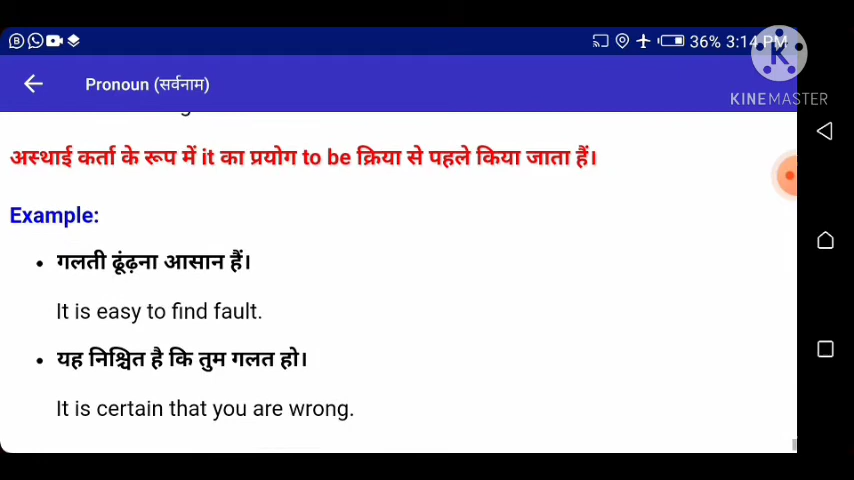 36% 3:14 PM
Pronoun (सर्वनाम)
K
KINEMASTER
अस्थाई कर्ता के रूप में it का प्रयोग to be क्रिया से पहले किया जाता हैं।
Example:
• गलती ढूंढ़ना आसान हैं।
It is easy to find fault.
• यह निश्चित है कि तुम गलत हो।
It is certain that you are wrong.